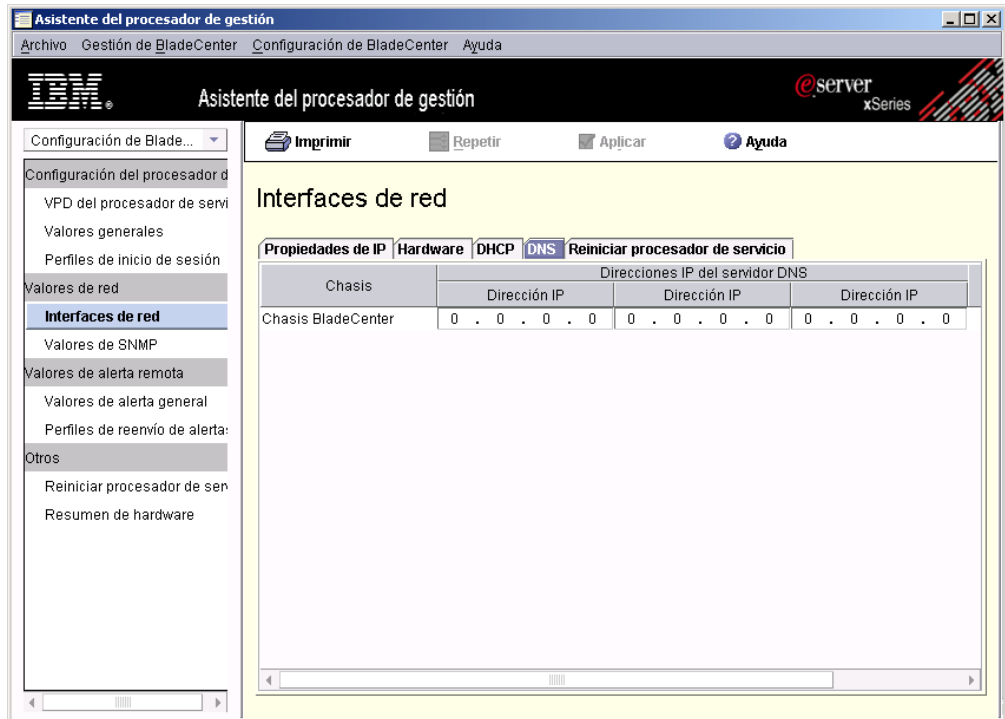 Asistente del procesador de gestión
Archivo Gestión de BladeCenter Configuración de BladeCenter Ayuda
IBM® Asistente del procesador de gestión @server xSeries
Configuración de Blade...
Imprimir Repetir Aplicar Ayuda
Configuración del procesador d
VPD del procesador de servi
Valores generales
Perfiles de inicio de sesión
Valores de red
Interfaces de red
Valores de SNMP
Valores de alerta remota
Valores de alerta general
Perfiles de reenvío de alertas
Otros
Reiniciar procesador de serv
Resumen de hardware
Interfaces de red
Propiedades de IP Hardware DHCP DNS Reiniciar procesador de servicio
Chasis Direcciones IP del servidor DNS
Dirección IP Dirección IP Dirección IP
Chasis BladeCenter 0 . 0 . 0 . 0 0 . 0 . 0 . 0 0 . 0 . 0 . 0